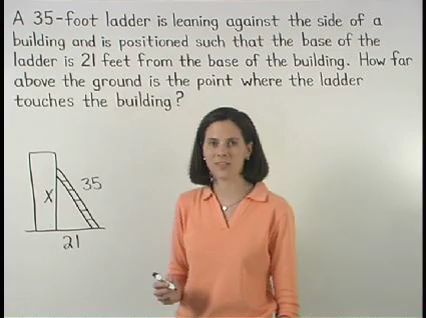 A 35-foot ladder is leaning against the side of a
building and is positioned such that the base of the
ladder is 21 feet from the base of the building. How far
above the ground is the point where the ladder
touches the building?
35
X
21